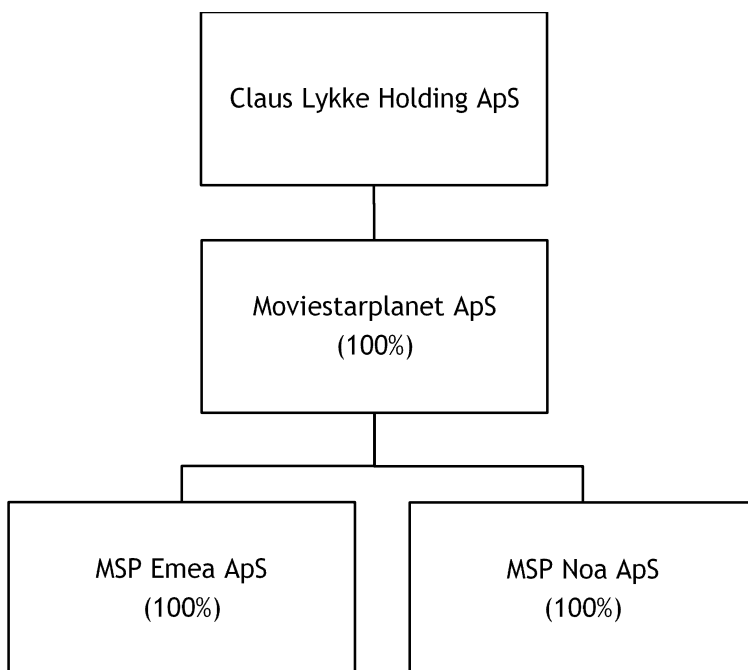 Claus Lykke Holding ApS
Moviestarplanet ApS
(100%)
MSP Emea ApS
(100%)
MSP Noa ApS
(100%)